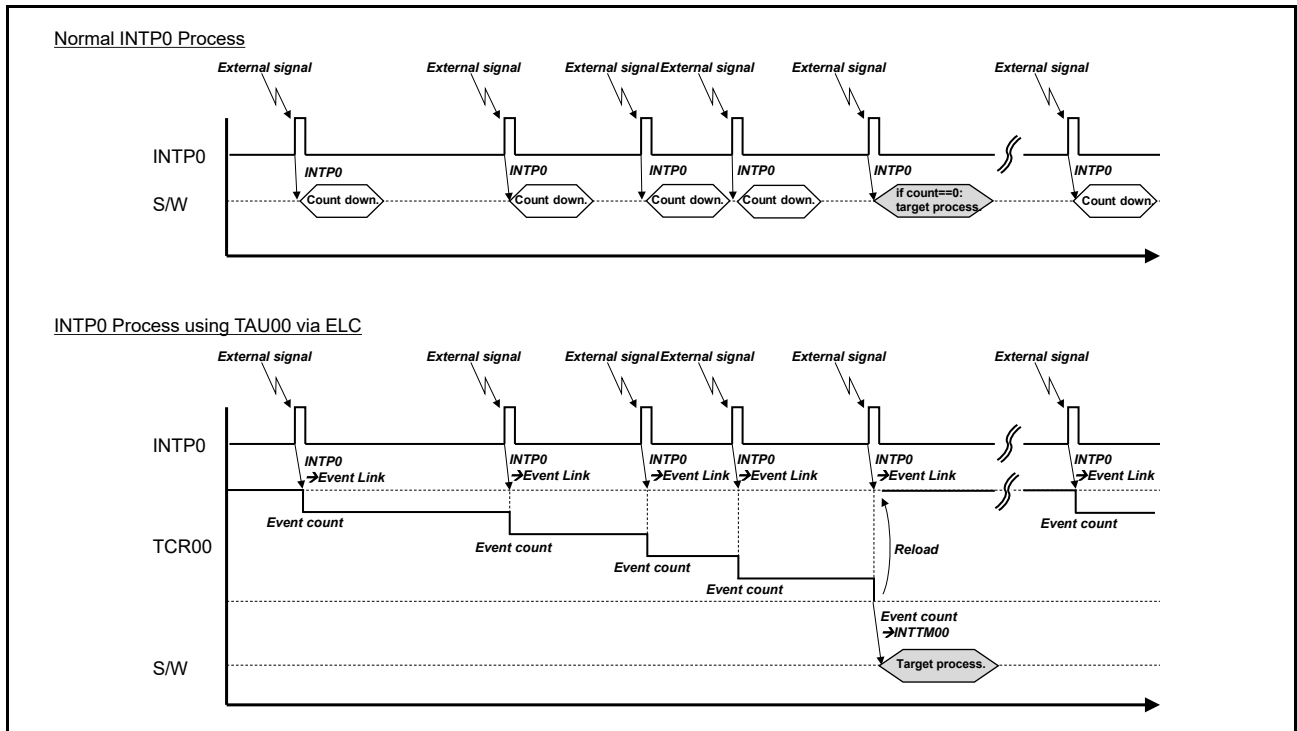 Normal INTP0 Process
External signal External signal External signal External signal External signal External signal
INTP0
INTP0 INTP0 INTP0 INTP0 INTP0 INTP0
S/W
Count down. Count down. Count down. Count down. if count==0: target process. Count down.
INTP0 Process using TAU00 via ELC
External signal External signal External signal External signal External signal External signal
INTP0
INTP0 INTP0 INTP0 INTP0 INTP0 INTP0
→Event Link →Event Link →Event Link →Event Link →Event Link →Event Link
Event count Event count
TCR00
Event count Reload
Event count
Event count
Event count
→INTTM00
S/W
Target process.